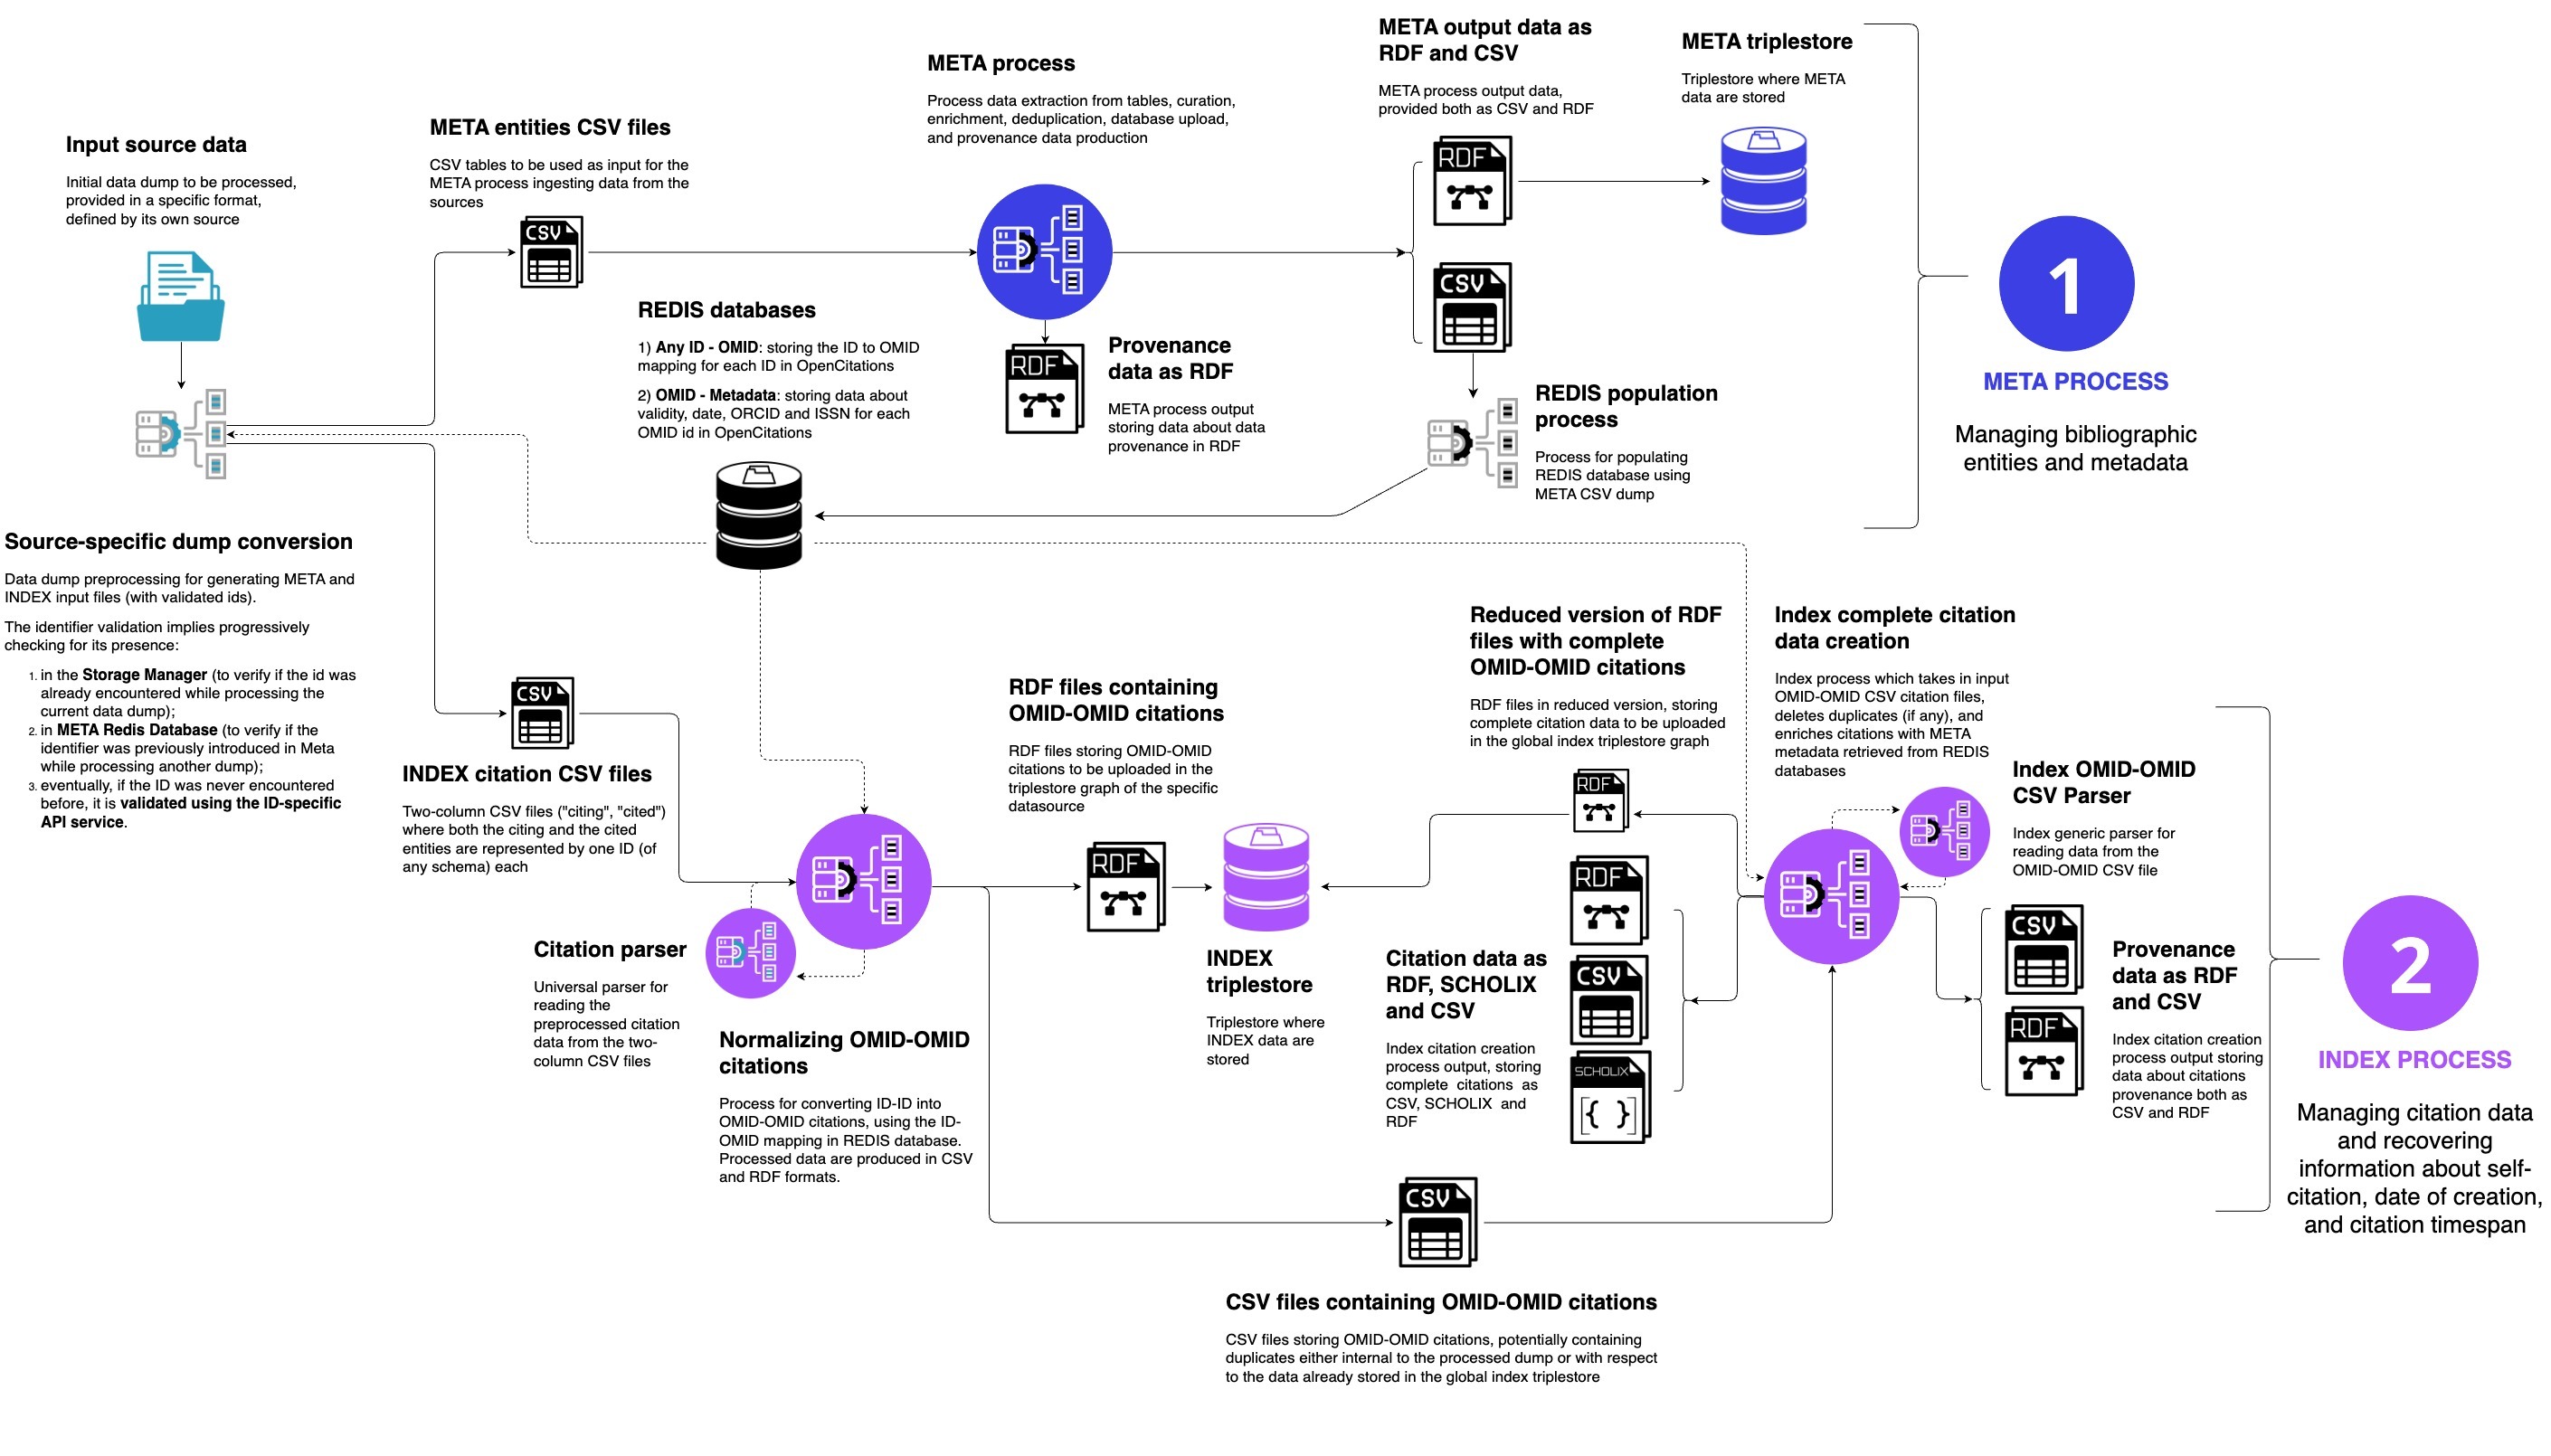 Input source data
Initial data dump to be processed,
provided in a specific format,
defined by its own source
META entities CSV files
CSV tables to be used as input for the
META process ingesting data from the
sources
CSV
META process
Process data extraction from tables, curation,
enrichment, deduplication, database upload,
and provenance data production
META output data as
RDF and CSV
META process output data,
provided both as CSV and RDF
RDF
CSV
META triplestore
Triplestore where META
data are stored
1
META PROCESS
Managing bibliographic
entities and metadata
REDIS databases
1) Any ID - OMID: storing the ID to OMID
mapping for each ID in OpenCitations
2) OMID - Metadata: storing data about
validity, date, ORCID and ISSN for each
OMID id in OpenCitations
RDF
Provenance
data as RDF
META process output
storing data about data
provenance in RDF
REDIS population
process
Process for populating
REDIS database using
META CSV dump
Source-specific dump conversion
Data dump preprocessing for generating META and
INDEX input files (with validated ids).
The identifier validation implies progressively
checking for its presence:
1. in the Storage Manager (to verify if the id was
already encountered while processing the
current data dump);
2. in META Redis Database (to verify if the
identifier was previously introduced in Meta
while processing another dump);
3. eventually, if the ID was never encountered
before, it is validated using the ID-specific
API service.
CSV
INDEX citation CSV files
Two-column CSV files ("citing", "cited")
where both the citing and the cited
entities are represented by one ID (of
any schema) each
Citation parser
Universal parser for
reading the
preprocessed citation
data from the two-
column CSV files
Normalizing OMID-OMID
citations
Process for converting ID-ID into
OMID-OMID citations, using the ID-
OMID mapping in REDIS database.
Processed data are produced in CSV
and RDF formats.
RDF files containing
OMID-OMID citations
RDF files storing OMID-OMID
citations to be uploaded in the
triplestore graph of the specific
datasource
RDF
INDEX
triplestore
Triplestore where
INDEX data are
stored
Reduced version of RDF
files with complete
OMID-OMID citations
RDF files in reduced version, storing
complete citation data to be uploaded
in the global index triplestore graph
RDF
Citation data as
RDF, SCHOLIX
and CSV
Index citation creation
process output, storing
complete citations as
CSV, SCHOLIX and
RDF
RDF
CSV
SCHOLIX
{ }
Index complete citation
data creation
Index process which takes in input
OMID-OMID CSV citation files,
deletes duplicates (if any), and
enriches citations with META
metadata retrieved from REDIS
databases
Index OMID-OMID
CSV Parser
Index generic parser for
reading data from the
OMID-OMID CSV file
CSV
RDF
Provenance
data as RDF
and CSV
Index citation creation
process output storing
data about citations
provenance both as
CSV and RDF
2
INDEX PROCESS
Managing citation data
and recovering
information about self-
citation, date of creation,
and citation timespan
CSV
CSV files containing OMID-OMID citations
CSV files storing OMID-OMID citations, potentially containing
duplicates either internal to the processed dump or with respect
to the data already stored in the global index triplestore